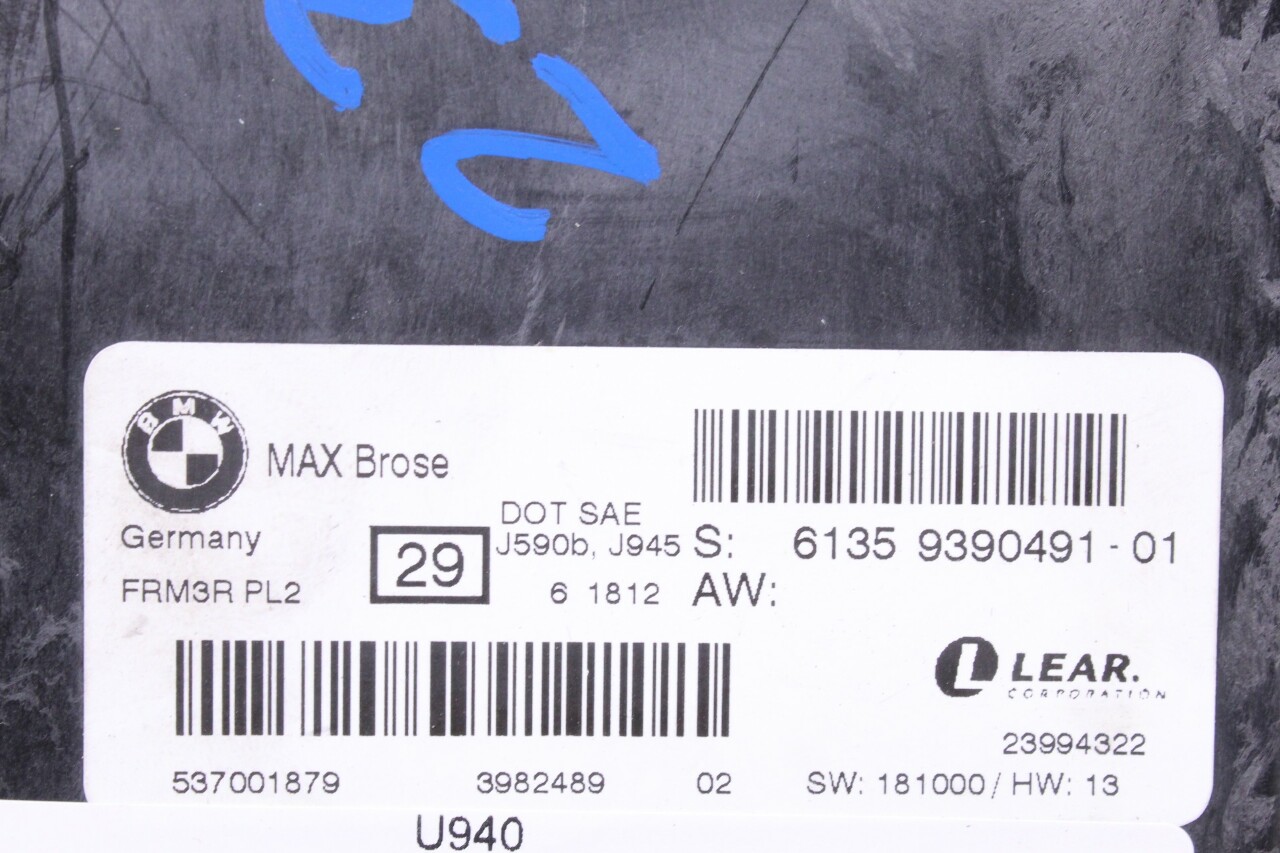 BMW
MAX Brose
Germany
FRM3R PL2
29
DOT SAE
J590b, J945
6 1812
S: 6135 9390491 - 01
AW:
L LEAR.
CORPORATION
23994322
537001879 3982489 02 SW: 181000 / HW: 13
U940